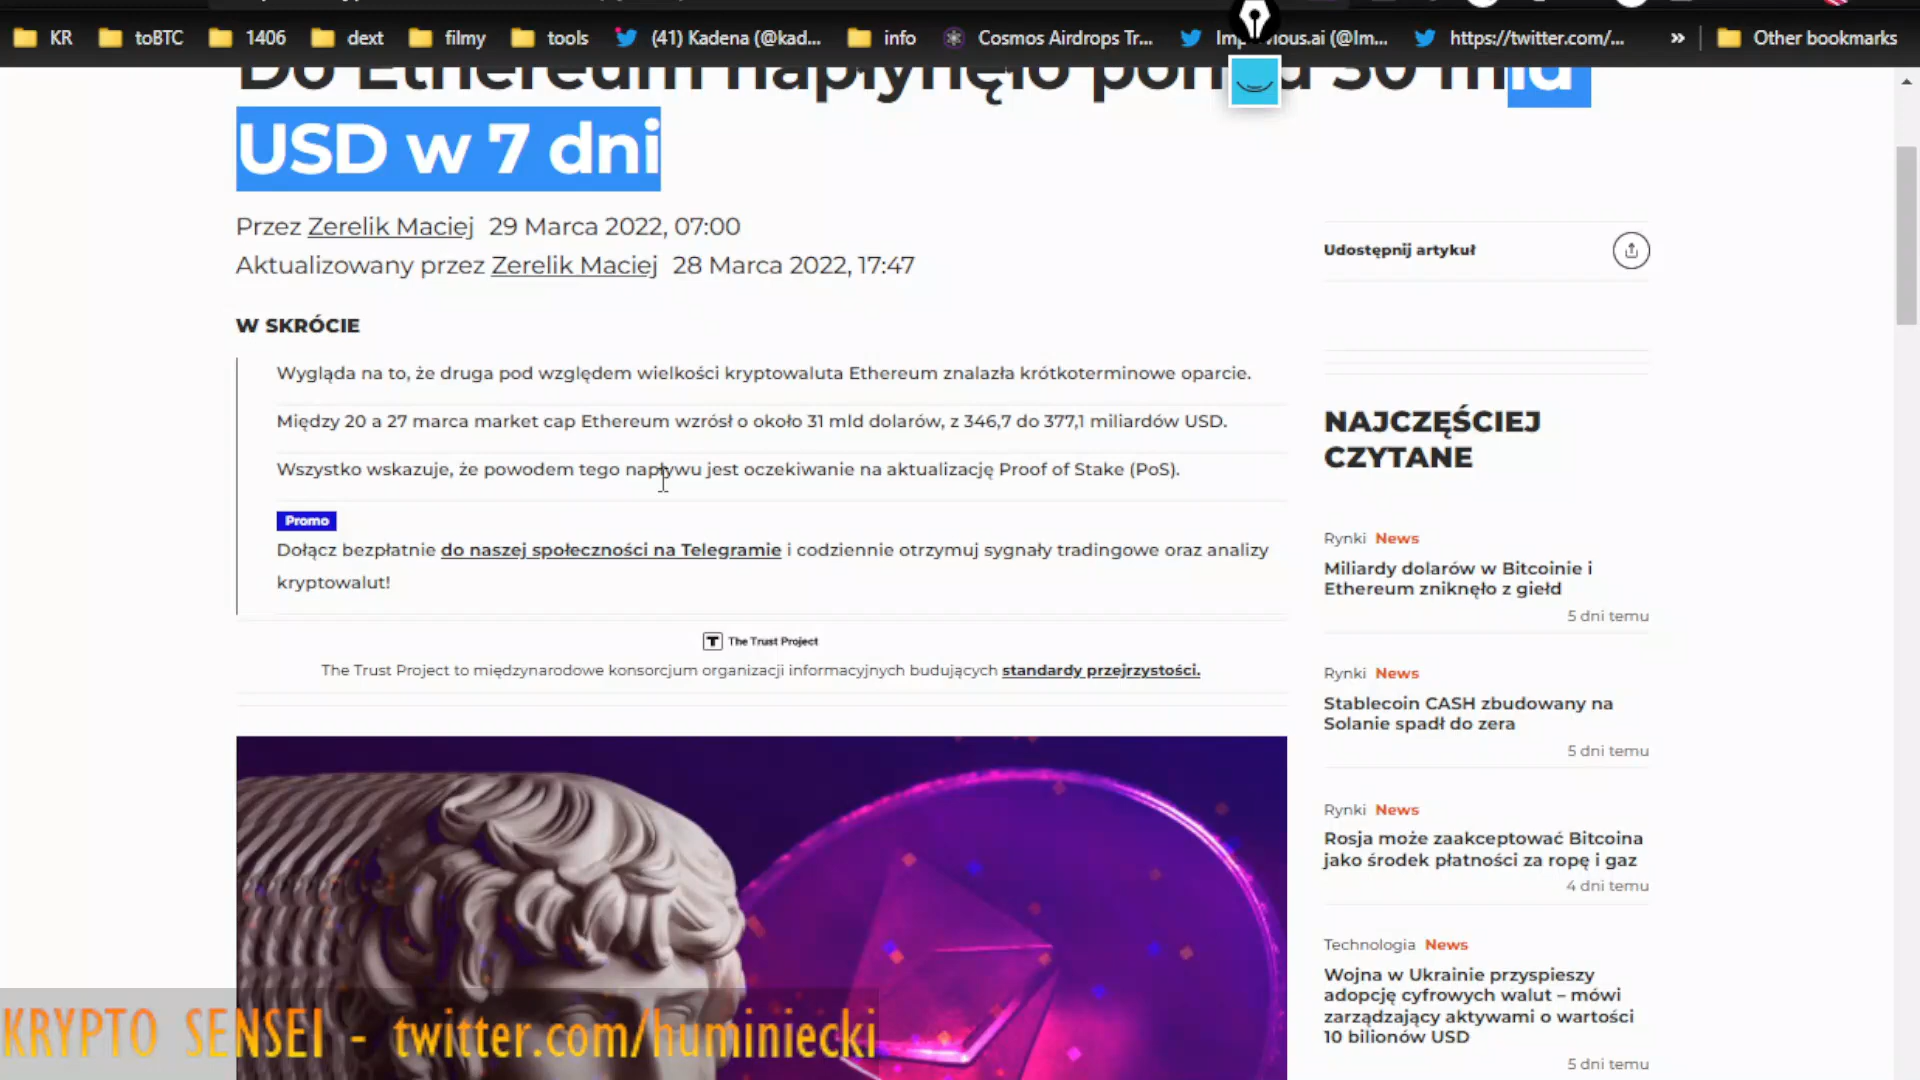 KR toBTC 1406 dext filmy tools (41) Kadena (@kad... info Cosmos Airdrops Tr... Imp ious.ai (@Im... https://twitter.com/... » Other bookmarks
Do Ethereum napłynęło pon d 30 mld
USD w 7 dni
Przez Zerelik Maciej 29 Marca 2022, 07:00
Aktualizowany przez Zerelik Maciej 28 Marca 2022, 17:47
W SKRÓCIE
Wygląda na to, że druga pod względem wielkości kryptowaluta Ethereum znalazła krótkoterminowe oparcie.
Między 20 a 27 marca market cap Ethereum wzrósł o około 31 mld dolarów, z 346,7 do 377,1 miliardów USD.
Wszystko wskazuje, że powodem tego napływu jest oczekiwanie na aktualizację Proof of Stake (PoS).
Promo
Dołącz bezpłatnie do naszej społeczności na Telegramie i codziennie otrzymuj sygnały tradingowe oraz analizy
kryptowalut!
T The Trust Project
The Trust Project to międzynarodowe konsorcjum organizacji informacyjnych budujących standardy przejrzystości.
Udostępnij artykuł
NAJCZĘŚCIEJ
CZYTANE
Rynki News
Miliardy dolarów w Bitcoinie i
Ethereum zniknęło z giełd
5 dni temu
Rynki News
Stablecoin CASH zbudowany na
Solanie spadł do zera
5 dni temu
Rynki News
Rosja może zaakceptować Bitcoina
jako środek płatności za ropę i gaz
4 dni temu
Technologia News
Wojna w Ukrainie przyspieszy
adopcję cyfrowych walut – mówi
zarządzający aktywami o wartości
10 bilionów USD
5 dni temu
KRYPTO SENSEI - twitter.com/huminiecki